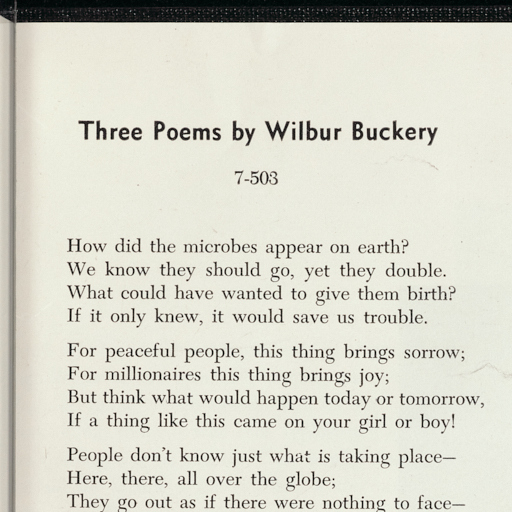 Three Poems by Wilbur Buckery
7-503
How did the microbes appear on earth?
We know they should go, yet they double.
What could have wanted to give them birth?
If it only knew, it would save us trouble.
For peaceful people, this thing brings sorrow;
For millionaires this thing brings joy;
But think what would happen today or tomorrow,
If a thing like this came on your girl or boy!
People don't know just what is taking place—
Here, there, all over the globe;
They go out as if there were nothing to face—